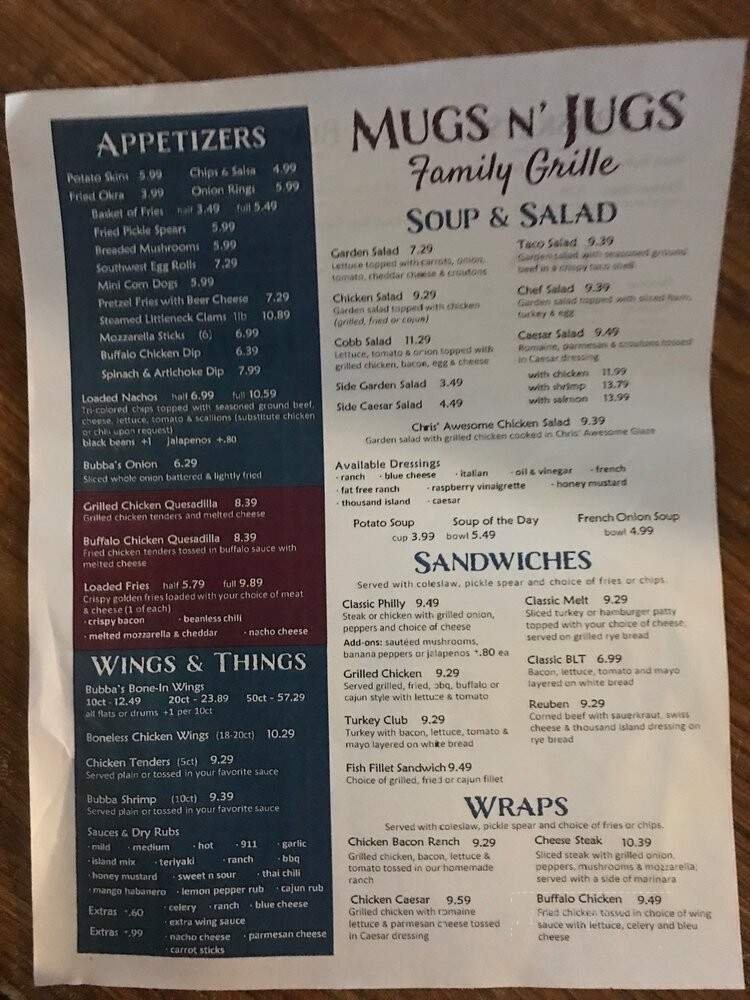 APPETIZERS
Potato Skins 5.99 Chips & Salsa 4.99
Fried Okra 3.99 Onion Rings 5.99
Basket of Fries half 3.49 full 5.49
Fried Pickle Spears 5.99
Breaded Mushrooms 5.99
Southwest Egg Rolls 7.29
Mini Corn Dogs 5.99
Pretzel Fries with Beer Cheese 7.29
Steamed Littleneck Clams 1lb 10.89
Mozzarella Sticks (6) 6.99
Buffalo Chicken Dip 6.39
Spinach & Artichoke Dip 7.99
Loaded Nachos half 6.99 full 10.59
Tri-colored chips topped with seasoned ground beef,
cheese, lettuce, tomato & scallions (substitute chicken
or chili upon request)
black beans +1 jalapenos +.80
Bubba's Onion 6.29
Sliced whole onion battered & lightly fried
Grilled Chicken Quesadilla 8.39
Grilled chicken tenders and melted cheese
Buffalo Chicken Quesadilla 8.39
Fried chicken tenders tossed in buffalo sauce with
melted cheese
Loaded Fries half 5.79 full 9.89
Crispy golden fries loaded with your choice of meat
& cheese (1 of each)
· crispy bacon · beanless chili
· melted mozzarella & cheddar · nacho cheese
WINGS & THINGS
Bubba's Bone-In Wings
10ct - 12.49 20ct - 23.89 50ct - 57.29
all flats or drums +1 per 10ct
Boneless Chicken Wings (18-20ct) 10.29
Chicken Tenders (5ct) 9.29
Served plain or tossed in your favorite sauce
Bubba Shrimp (10ct) 9.39
Served plain or tossed in your favorite sauce
Sauces & Dry Rubs
· mild · medium · hot · 911 · garlic
· island mix · teriyaki · ranch · bbq
· honey mustard · sweet n sour · thai chili
· mango habanero · lemon pepper rub · cajun rub
Extras +.60 · celery · ranch · blue cheese
· extra wing sauce
Extras +.99 · nacho cheese · parmesan cheese
· carrot sticks
MUGS N' JUGS
Family Grille
SOUP & SALAD
Garden Salad 7.29
Lettuce topped with carrots, onion,
tomato, cheddar cheese & croutons
Chicken Salad 9.29
Garden salad topped with chicken
(grilled, fried or cajun)
Cobb Salad 11.29
Lettuce, tomato & onion topped with
grilled chicken, bacon, egg & cheese
Side Garden Salad 3.49
Side Caesar Salad 4.49
Taco Salad 9.39
Garden salad with seasoned ground
beef in a crispy taco shell
Chef Salad 9.39
Garden salad topped with sliced ham,
turkey & egg
Caesar Salad 9.49
Romaine, parmesan & croutons tossed
in Caesar dressing
with chicken 11.99
with shrimp 13.79
with salmon 13.99
Chris' Awesome Chicken Salad 9.39
Garden salad with grilled chicken cooked in Chris' Awesome Glaze
Available Dressings
· ranch · blue cheese · italian · oil & vinegar · french
· fat free ranch · raspberry vinaigrette · honey mustard
· thousand island · caesar
Potato Soup Soup of the Day French Onion Soup
cup 3.99 bowl 5.49 bowl 4.99
SANDWICHES
Served with coleslaw, pickle spear and choice of fries or chips.
Classic Philly 9.49
Steak or chicken with grilled onion,
peppers and choice of cheese
Add-ons: sautéed mushrooms,
banana peppers or jalapenos +.80 ea
Grilled Chicken 9.29
Served grilled, fried, bbq, buffalo or
cajun style with lettuce & tomato
Turkey Club 9.29
Turkey with bacon, lettuce, tomato &
mayo layered on white bread
Fish Fillet Sandwich 9.49
Choice of grilled, fried or cajun fillet
Classic Melt 9.29
Sliced turkey or hamburger patty
topped with your choice of cheese,
served on grilled rye bread
Classic BLT 6.99
Bacon, lettuce, tomato and mayo
layered on white bread
Reuben 9.29
Corned beef with sauerkraut, swiss
cheese & thousand island dressing on
rye bread
WRAPS
Served with coleslaw, pickle spear and choice of fries or chips.
Chicken Bacon Ranch 9.29
Grilled chicken, bacon, lettuce &
tomato tossed in our homemade
ranch
Chicken Caesar 9.59
Grilled chicken with romaine
lettuce & parmesan cheese tossed
in Caesar dressing
Cheese Steak 10.39
Sliced steak with grilled onion,
peppers, mushrooms & mozzarella;
served with a side of marinara
Buffalo Chicken 9.49
Fried chicken tossed in choice of wing
sauce with lettuce, celery and bleu
cheese